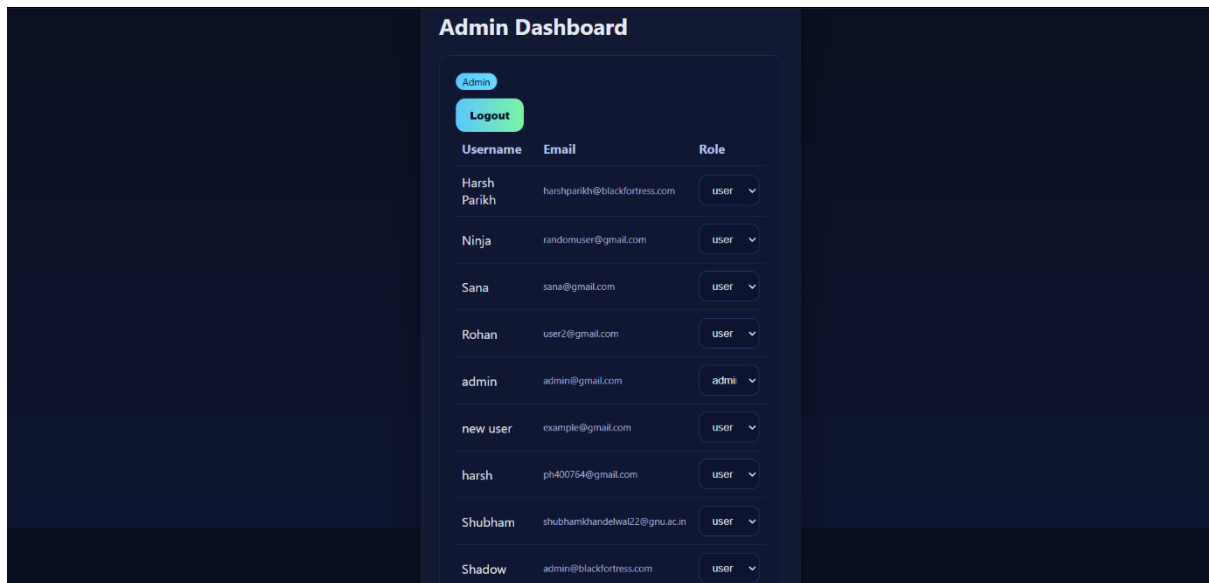 Admin Dashboard
Admin
Logout
Username Email Role
Harsh
Parikh harshparikh@blackfortress.com user
Ninja randomuser@gmail.com user
Sana sana@gmail.com user
Rohan user2@gmail.com user
admin admin@gmail.com admi
new user example@gmail.com user
harsh ph400764@gmail.com user
Shubham shubhamkhandelwal22@gnu.ac.in user
Shadow admin@blackfortress.com user